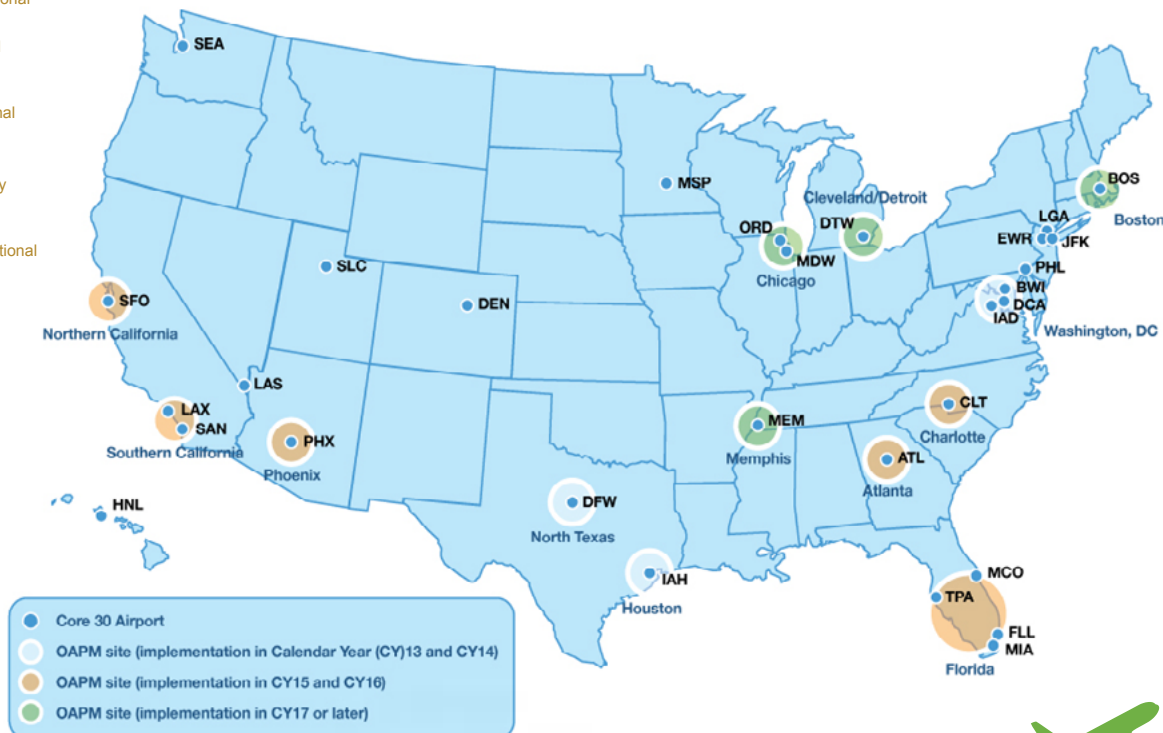 onal
nal
y
tional
SEA
MSP
Cleveland/Detroit
BOS
Boston
ORD
DTW
MDW
Chicago
LGA
EWR
JFK
PHL
BWI
DCA
IAD
Washington, DC
SLC
DEN
SFO
Northern California
LAS
LAX
SAN
Southern California
PHX
Phoenix
MEM
Memphis
CLT
Charlotte
ATL
Atlanta
HNL
DFW
North Texas
IAH
Houston
MCO
TPA
FLL
MIA
Florida
Core 30 Airport
OAPM site (implementation in Calendar Year (CY)13 and CY14)
OAPM site (implementation in CY15 and CY16)
OAPM site (implementation in CY17 or later)